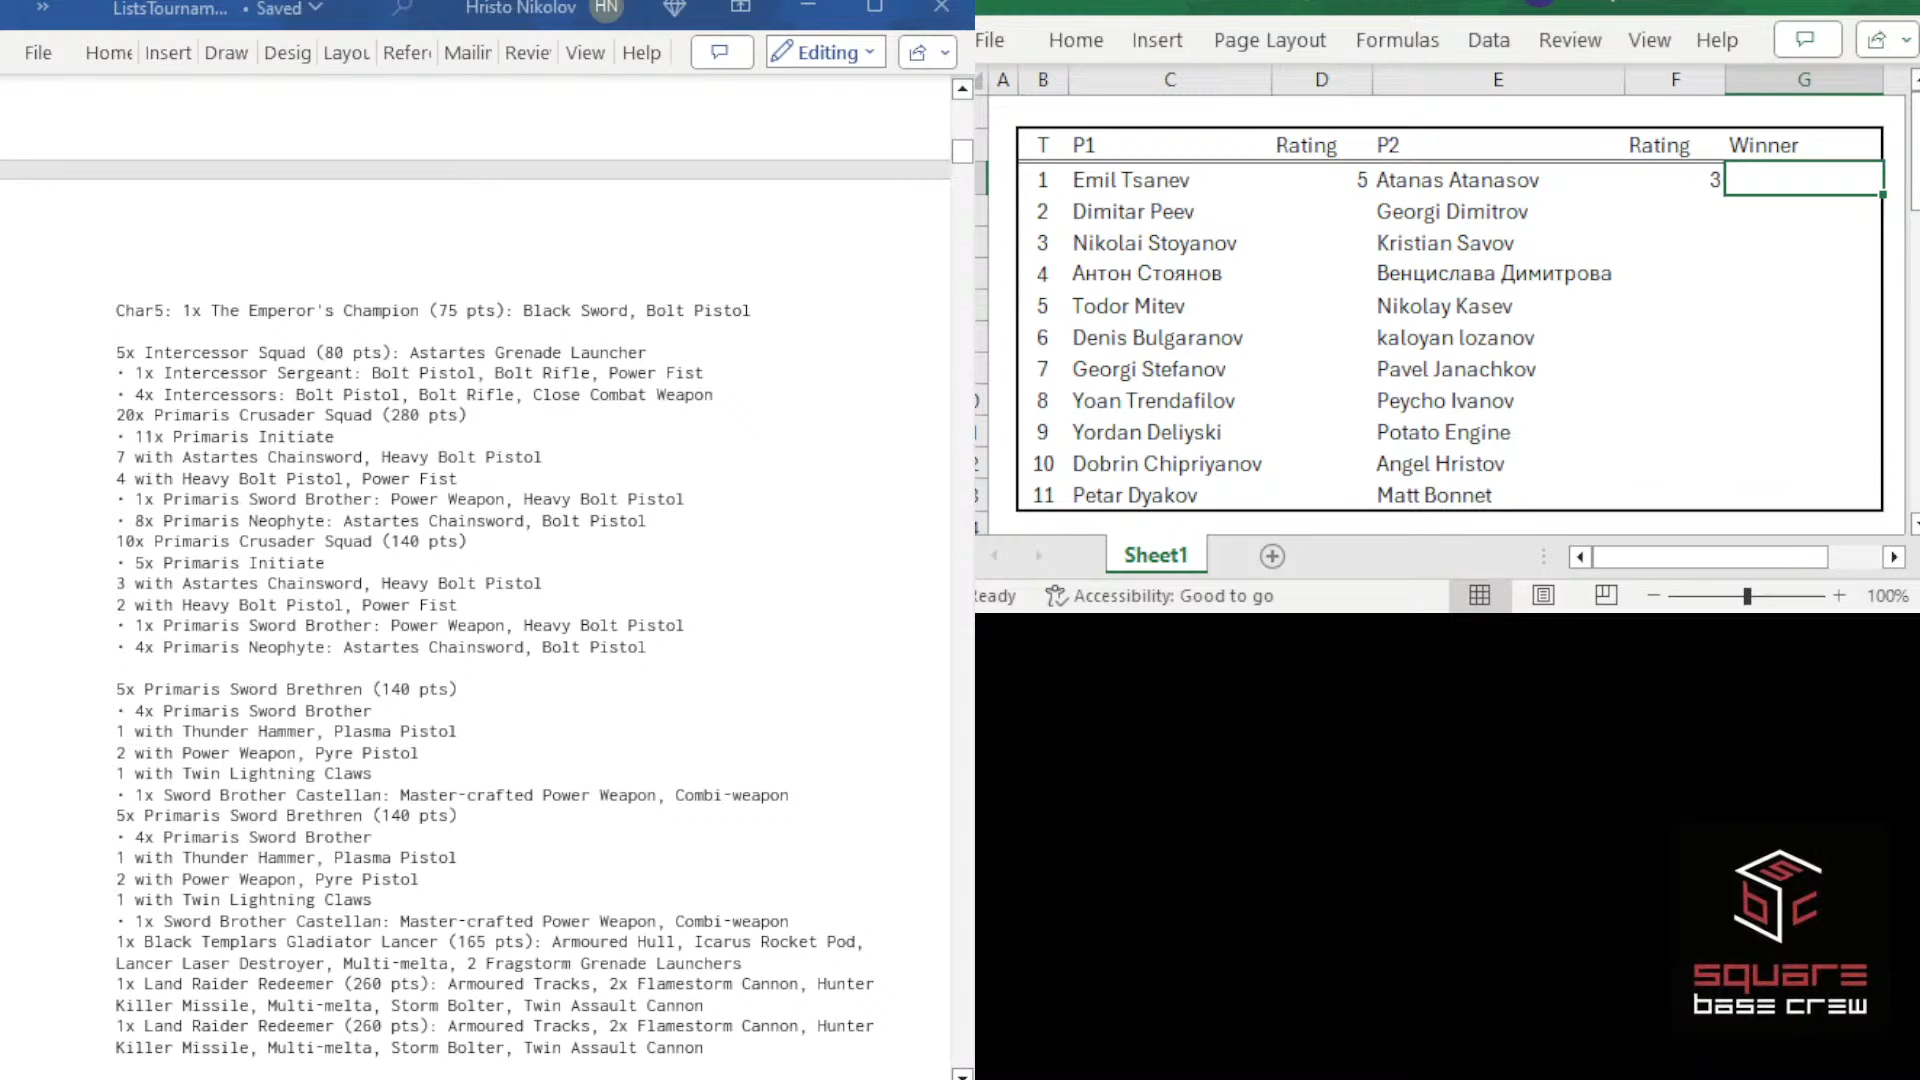 ListsTournam... • Saved
Hristo Nikolov HN
File Home Insert Draw Desig Layou Refer Mailin Revie View Help Editing
Char5: 1x The Emperor's Champion (75 pts): Black Sword, Bolt Pistol
5x Intercessor Squad (80 pts): Astartes Grenade Launcher
• 1x Intercessor Sergeant: Bolt Pistol, Bolt Rifle, Power Fist
• 4x Intercessors: Bolt Pistol, Bolt Rifle, Close Combat Weapon
20x Primaris Crusader Squad (280 pts)
• 11x Primaris Initiate
7 with Astartes Chainsword, Heavy Bolt Pistol
4 with Heavy Bolt Pistol, Power Fist
• 1x Primaris Sword Brother: Power Weapon, Heavy Bolt Pistol
• 8x Primaris Neophyte: Astartes Chainsword, Bolt Pistol
10x Primaris Crusader Squad (140 pts)
• 5x Primaris Initiate
3 with Astartes Chainsword, Heavy Bolt Pistol
2 with Heavy Bolt Pistol, Power Fist
• 1x Primaris Sword Brother: Power Weapon, Heavy Bolt Pistol
• 4x Primaris Neophyte: Astartes Chainsword, Bolt Pistol
5x Primaris Sword Brethren (140 pts)
• 4x Primaris Sword Brother
1 with Thunder Hammer, Plasma Pistol
2 with Power Weapon, Pyre Pistol
1 with Twin Lightning Claws
• 1x Sword Brother Castellan: Master-crafted Power Weapon, Combi-weapon
5x Primaris Sword Brethren (140 pts)
• 4x Primaris Sword Brother
1 with Thunder Hammer, Plasma Pistol
2 with Power Weapon, Pyre Pistol
1 with Twin Lightning Claws
• 1x Sword Brother Castellan: Master-crafted Power Weapon, Combi-weapon
1x Black Templars Gladiator Lancer (165 pts): Armoured Hull, Icarus Rocket Pod,
Lancer Laser Destroyer, Multi-melta, 2 Fragstorm Grenade Launchers
1x Land Raider Redeemer (260 pts): Armoured Tracks, 2x Flamestorm Cannon, Hunter
Killer Missile, Multi-melta, Storm Bolter, Twin Assault Cannon
1x Land Raider Redeemer (260 pts): Armoured Tracks, 2x Flamestorm Cannon, Hunter
Killer Missile, Multi-melta, Storm Bolter, Twin Assault Cannon
File Home Insert Page Layout Formulas Data Review View Help
A B C D E F G
T P1 Rating P2 Rating Winner
1 Emil Tsanev 5 Atanas Atanasov 3
2 Dimitar Peev Georgi Dimitrov
3 Nikolai Stoyanov Kristian Savov
4 Антон Стоянов Венцислава Димитрова
5 Todor Mitev Nikolay Kasev
6 Denis Bulgaranov kaloyan lozanov
7 Georgi Stefanov Pavel Janachkov
8 Yoan Trendafilov Peycho Ivanov
9 Yordan Deliyski Potato Engine
10 Dobrin Chipriyanov Angel Hristov
11 Petar Dyakov Matt Bonnet
Sheet1
eady Accessibility: Good to go 100%
sbc
square
base crew